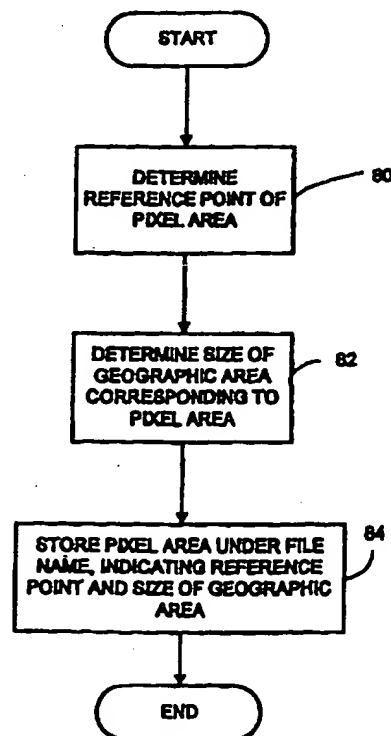 START
DETERMINE
REFERENCE POINT OF
PIXEL AREA
80
DETERMINE SIZE OF
GEOGRAPHIC AREA
CORRESPONDING TO
PIXEL AREA
82
STORE PIXEL AREA UNDER FILE
NAME, INDICATING REFERENCE
POINT AND SIZE OF GEOGRAPHIC
AREA
84
END